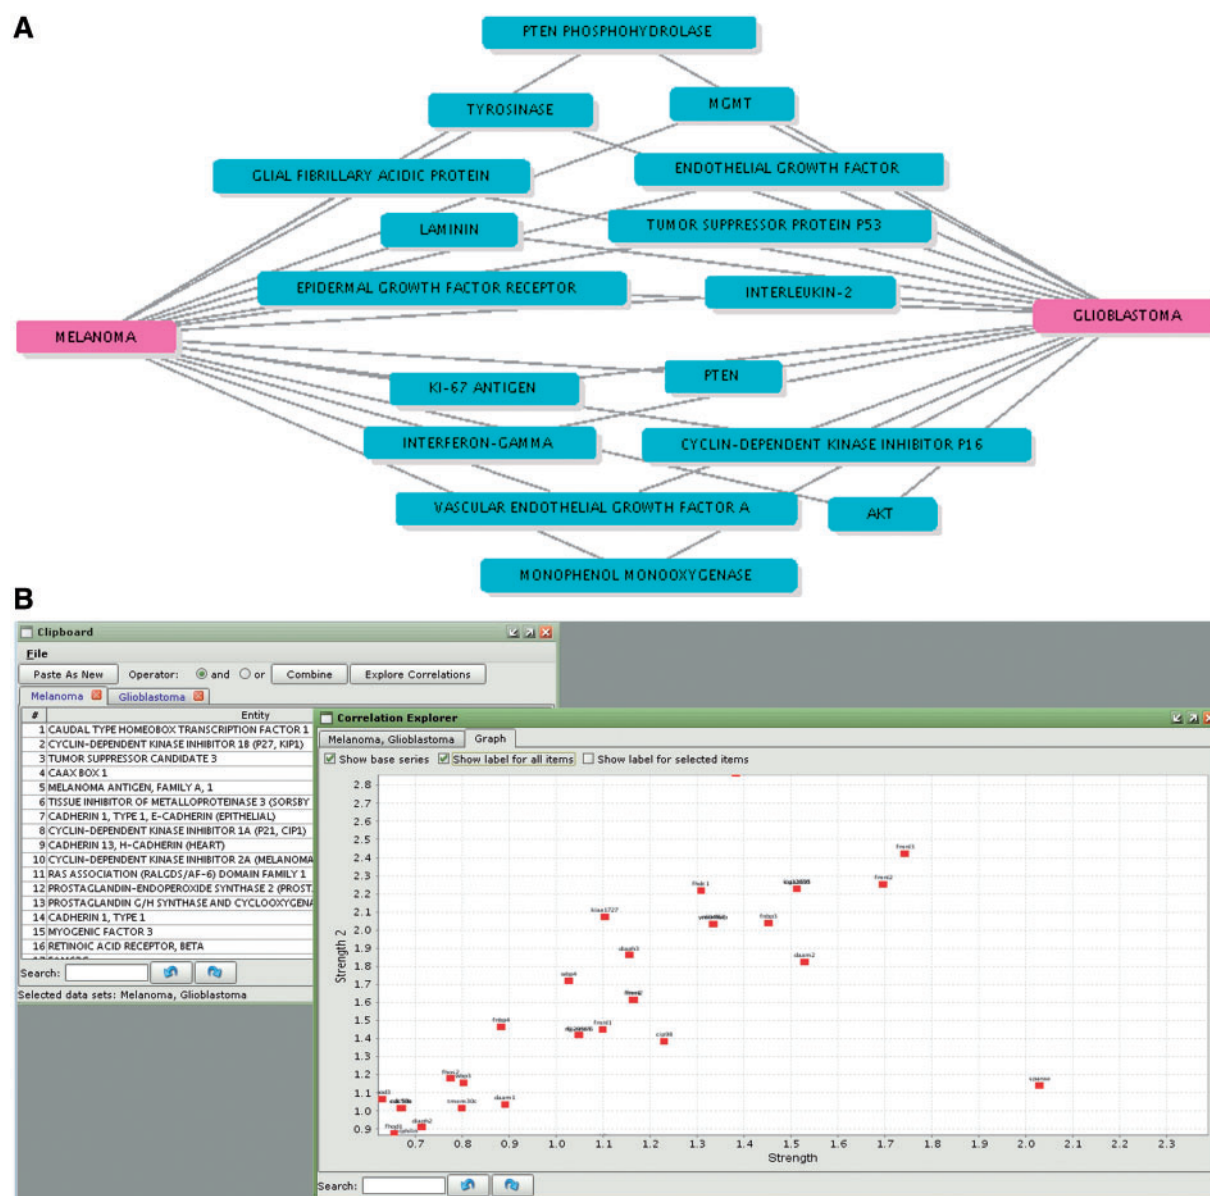 A
PTEN PHOSPHOHYDROLASE
TYROSINASE
MGMT
GLIAL FIBRILLARY ACIDIC PROTEIN
ENDOTHELIAL GROWTH FACTOR
LAMININ
TUMOR SUPPRESSOR PROTEIN P53
EPIDERMAL GROWTH FACTOR RECEPTOR
INTERLEUKIN-2
MELANOMA
GLIOBLASTOMA
KI-67 ANTIGEN
PTEN
INTERFERON-GAMMA
CYCLIN-DEPENDENT KINASE INHIBITOR P16
VASCULAR ENDOTHELIAL GROWTH FACTOR A
AKT
MONOPHENOL MONOOXYGENASE
B
Clipboard
File
Paste As New Operator: and or Combine Explore Correlations
Melanoma Glioblastoma
# Entity
1 CAUDAL TYPE HOMEOBOX TRANSCRIPTION FACTOR 1
2 CYCLIN-DEPENDENT KINASE INHIBITOR 1B (P27, KIP1)
3 TUMOR SUPPRESSOR CANDIDATE 3
4 CAAX BOX 1
5 MELANOMA ANTIGEN, FAMILY A, 1
6 TISSUE INHIBITOR OF METALLOPROTEINASE 3 (SORSBY
7 CADHERIN 1, TYPE 1, E-CADHERIN (EPITHELIAL)
8 CYCLIN-DEPENDENT KINASE INHIBITOR 1A (P21, CIP1)
9 CADHERIN 13, H-CADHERIN (HEART)
10 CYCLIN-DEPENDENT KINASE INHIBITOR 2A (MELANOMA
11 RAS ASSOCIATION (RALGDS/AF-6) DOMAIN FAMILY 1
12 PROSTAGLANDIN-ENDOPEROXIDE SYNTHASE 2 (PROST
13 PROSTAGLANDIN G/H SYNTHASE AND CYCLOOXYGENA
14 CADHERIN 1, TYPE 1
15 MYOGENIC FACTOR 3
16 RETINOIC ACID RECEPTOR, BETA
Search:
Selected data sets: Melanoma, Glioblastoma
Correlation Explorer
Melanoma, Glioblastoma Graph
Show base series Show label for all items Show label for selected items
Strength 2
2.8
2.7
2.6
2.5
2.4
2.3
2.2
2.1
2.0
1.9
1.8
1.7
1.6
1.5
1.4
1.3
1.2
1.1
1.0
0.9
kiaa1727
diaph3
daam2
fmnl1
daam1
diaph2
0.7 0.8 0.9 1.0 1.1 1.2 1.3 1.4 1.5 1.6 1.7 1.8 1.9 2.0 2.1 2.2 2.3
Strength
Search: